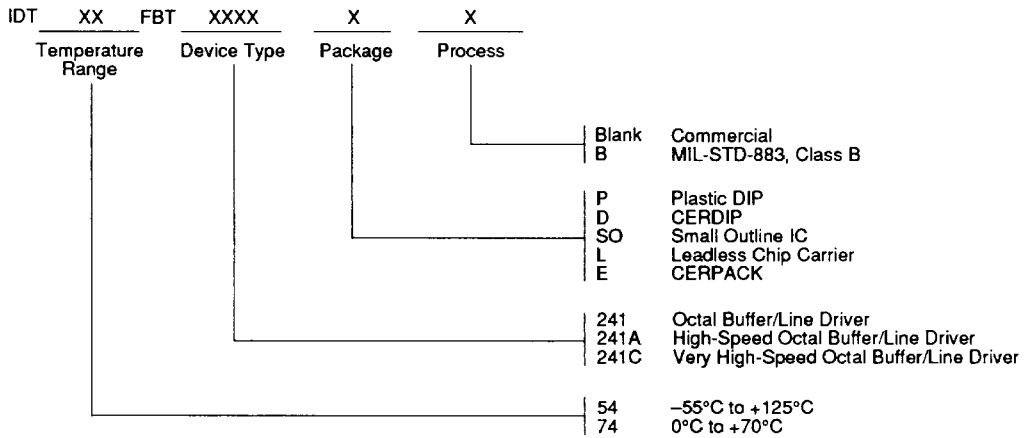 IDT XX FBT XXXX X X
Temperature Range Device Type Package Process
Blank Commercial
B MIL-STD-883, Class B
P Plastic DIP
D CERDIP
SO Small Outline IC
L Leadless Chip Carrier
E CERPACK
241 Octal Buffer/Line Driver
241A High-Speed Octal Buffer/Line Driver
241C Very High-Speed Octal Buffer/Line Driver
54 –55°C to +125°C
74 0°C to +70°C